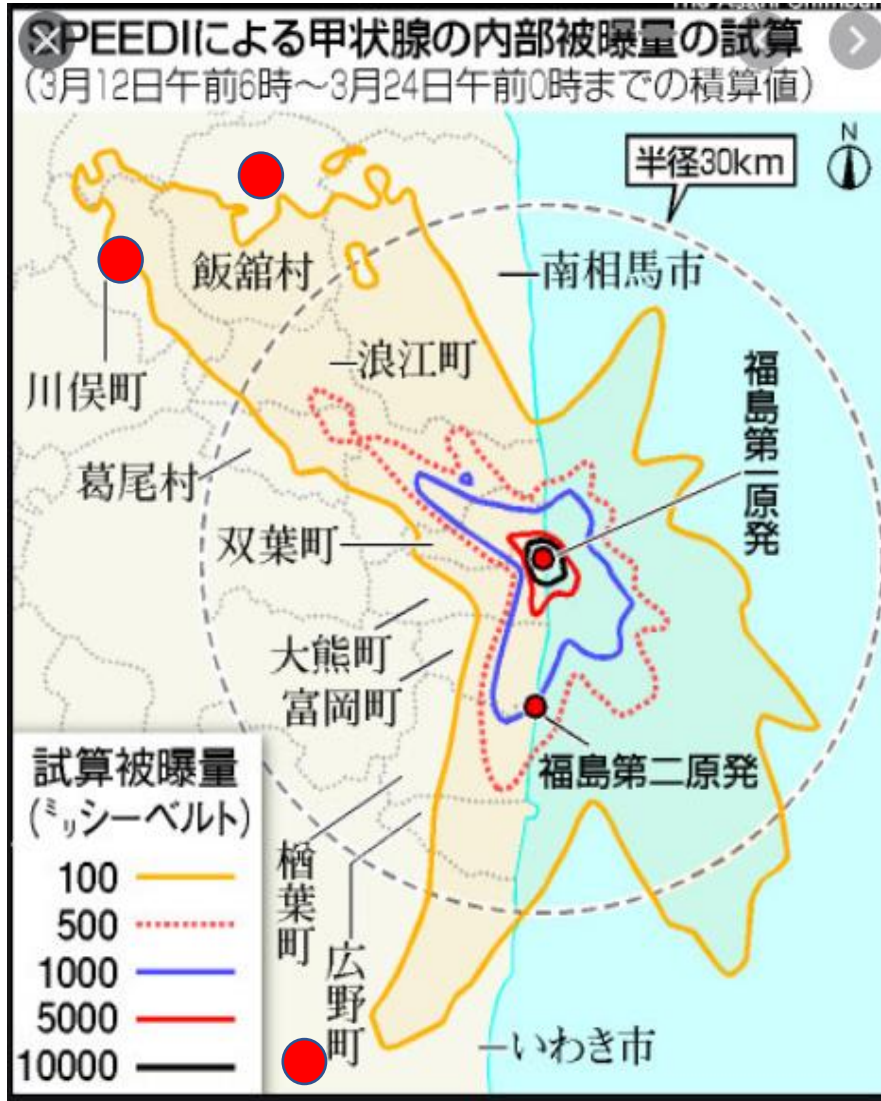 The Asahi Shimbun
SPEEDIによる甲状腺の内部被曝量の試算
(3月12日午前6時～3月24日午前0時までの積算値)
N
半径30km
飯舘村
南相馬市
浪江町
川俣町
福島第一原発
葛尾村
双葉町
大熊町
富岡町
福島第二原発
楢葉町
広野町
いわき市
試算被曝量
(㍉シーベルト)
100
500
1000
5000
10000